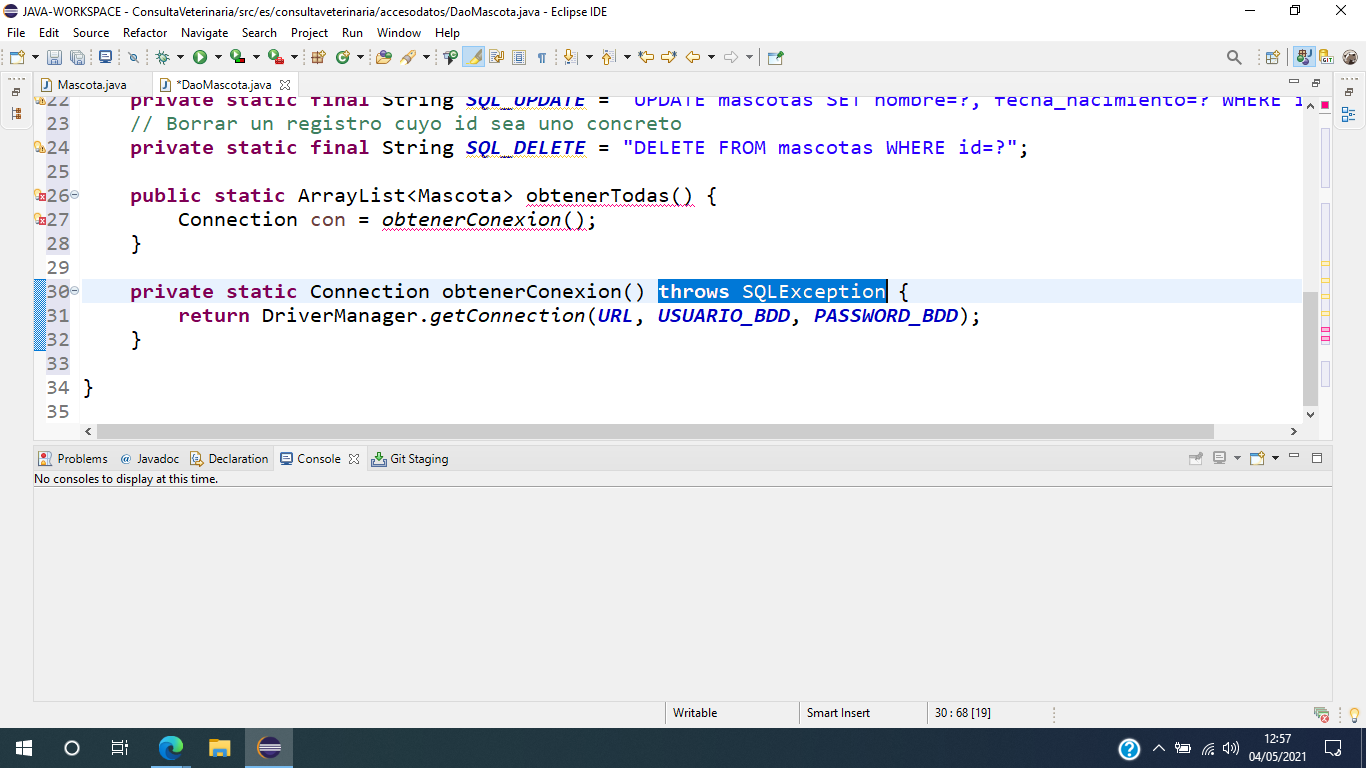 JAVA-WORKSPACE - ConsultaVeterinaria/src/es/consultaveterinaria/accesodatos/DaoMascota.java - Eclipse IDE
File Edit Source Refactor Navigate Search Project Run Window Help
Mascota.java *DaoMascota.java
22 private static final String SQL_UPDATE = "UPDATE mascotas SET nombre=?, fecha_nacimiento=? WHERE i
23 // Borrar un registro cuyo id sea uno concreto
24 private static final String SQL_DELETE = "DELETE FROM mascotas WHERE id=?";
25
26 public static ArrayList<Mascota> obtenerTodas() {
27 Connection con = obtenerConexion();
28 }
29
30 private static Connection obtenerConexion() throws SQLException {
31 return DriverManager.getConnection(URL, USUARIO_BDD, PASSWORD_BDD);
32 }
33
34 }
35
Problems @ Javadoc Declaration Console Git Staging
No consoles to display at this time.
Writable Smart Insert 30 : 68 [19]
12:57
04/05/2021